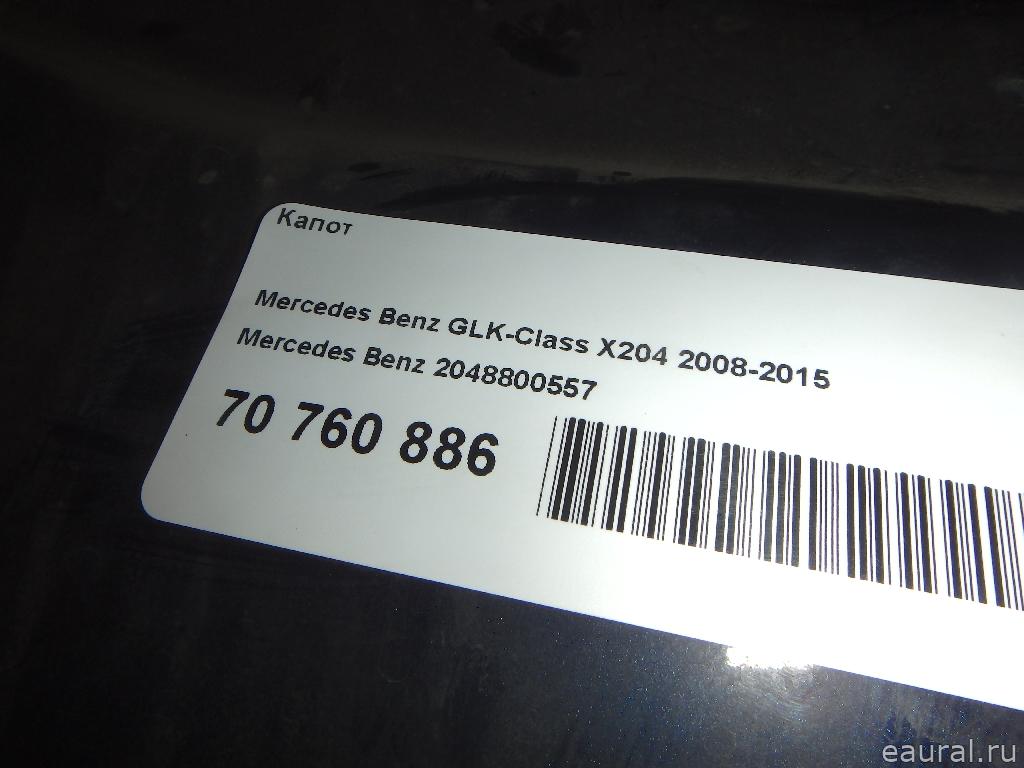 Капот
Mercedes Benz GLK-Class X204 2008-2015
Mercedes Benz 2048800557
70 760 886
eaural.ru